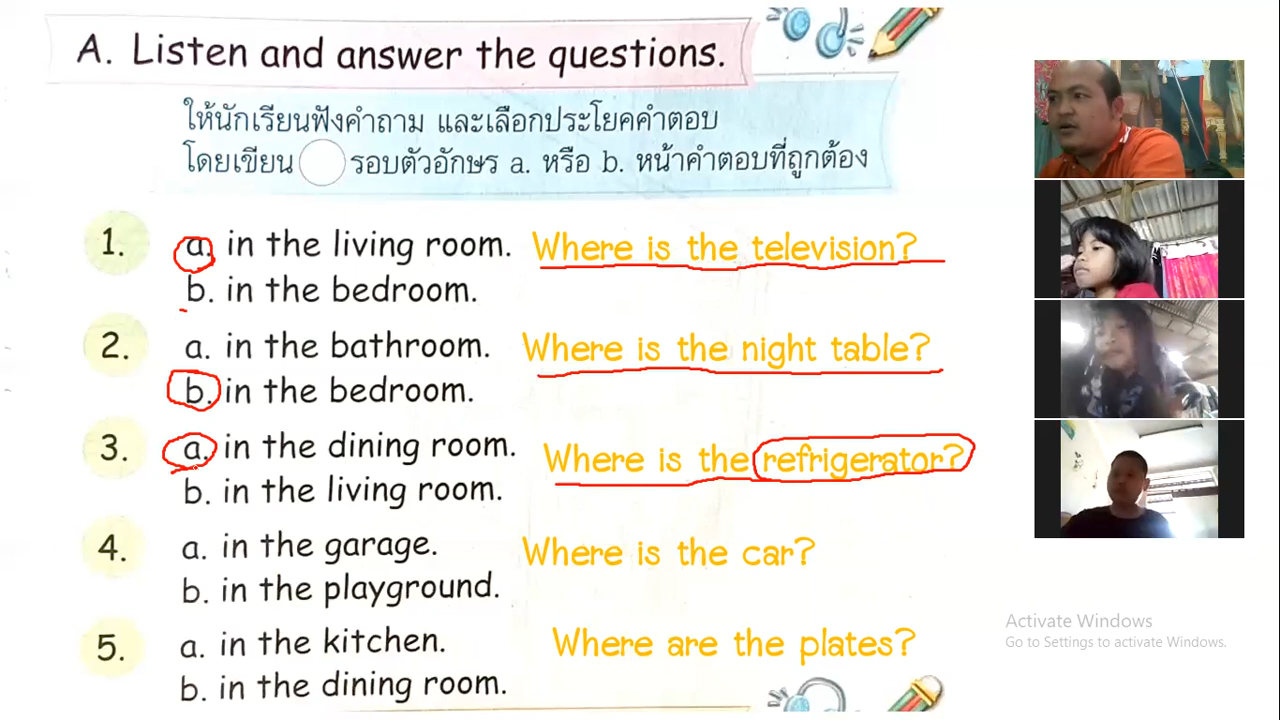 A. Listen and answer the questions.
ให้นักเรียนฟังคำถาม และเลือกประโยคคำตอบ
โดยเขียน รอบตัวอักษร a. หรือ b. หน้าคำตอบที่ถูกต้อง
1. a. in the living room. Where is the television?
b. in the bedroom.
2. a. in the bathroom. Where is the night table?
b. in the bedroom.
3. a. in the dining room. Where is the refrigerator?
b. in the living room.
4. a. in the garage. Where is the car?
b. in the playground.
5. a. in the kitchen. Where are the plates?
b. in the dining room.
Activate Windows
Go to Settings to activate Windows.